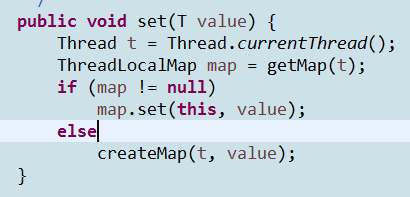 public void set(T value) {
    Thread t = Thread.currentThread();
    ThreadLocalMap map = getMap(t);
    if (map != null)
        map.set(this, value);
    else
        createMap(t, value);
}